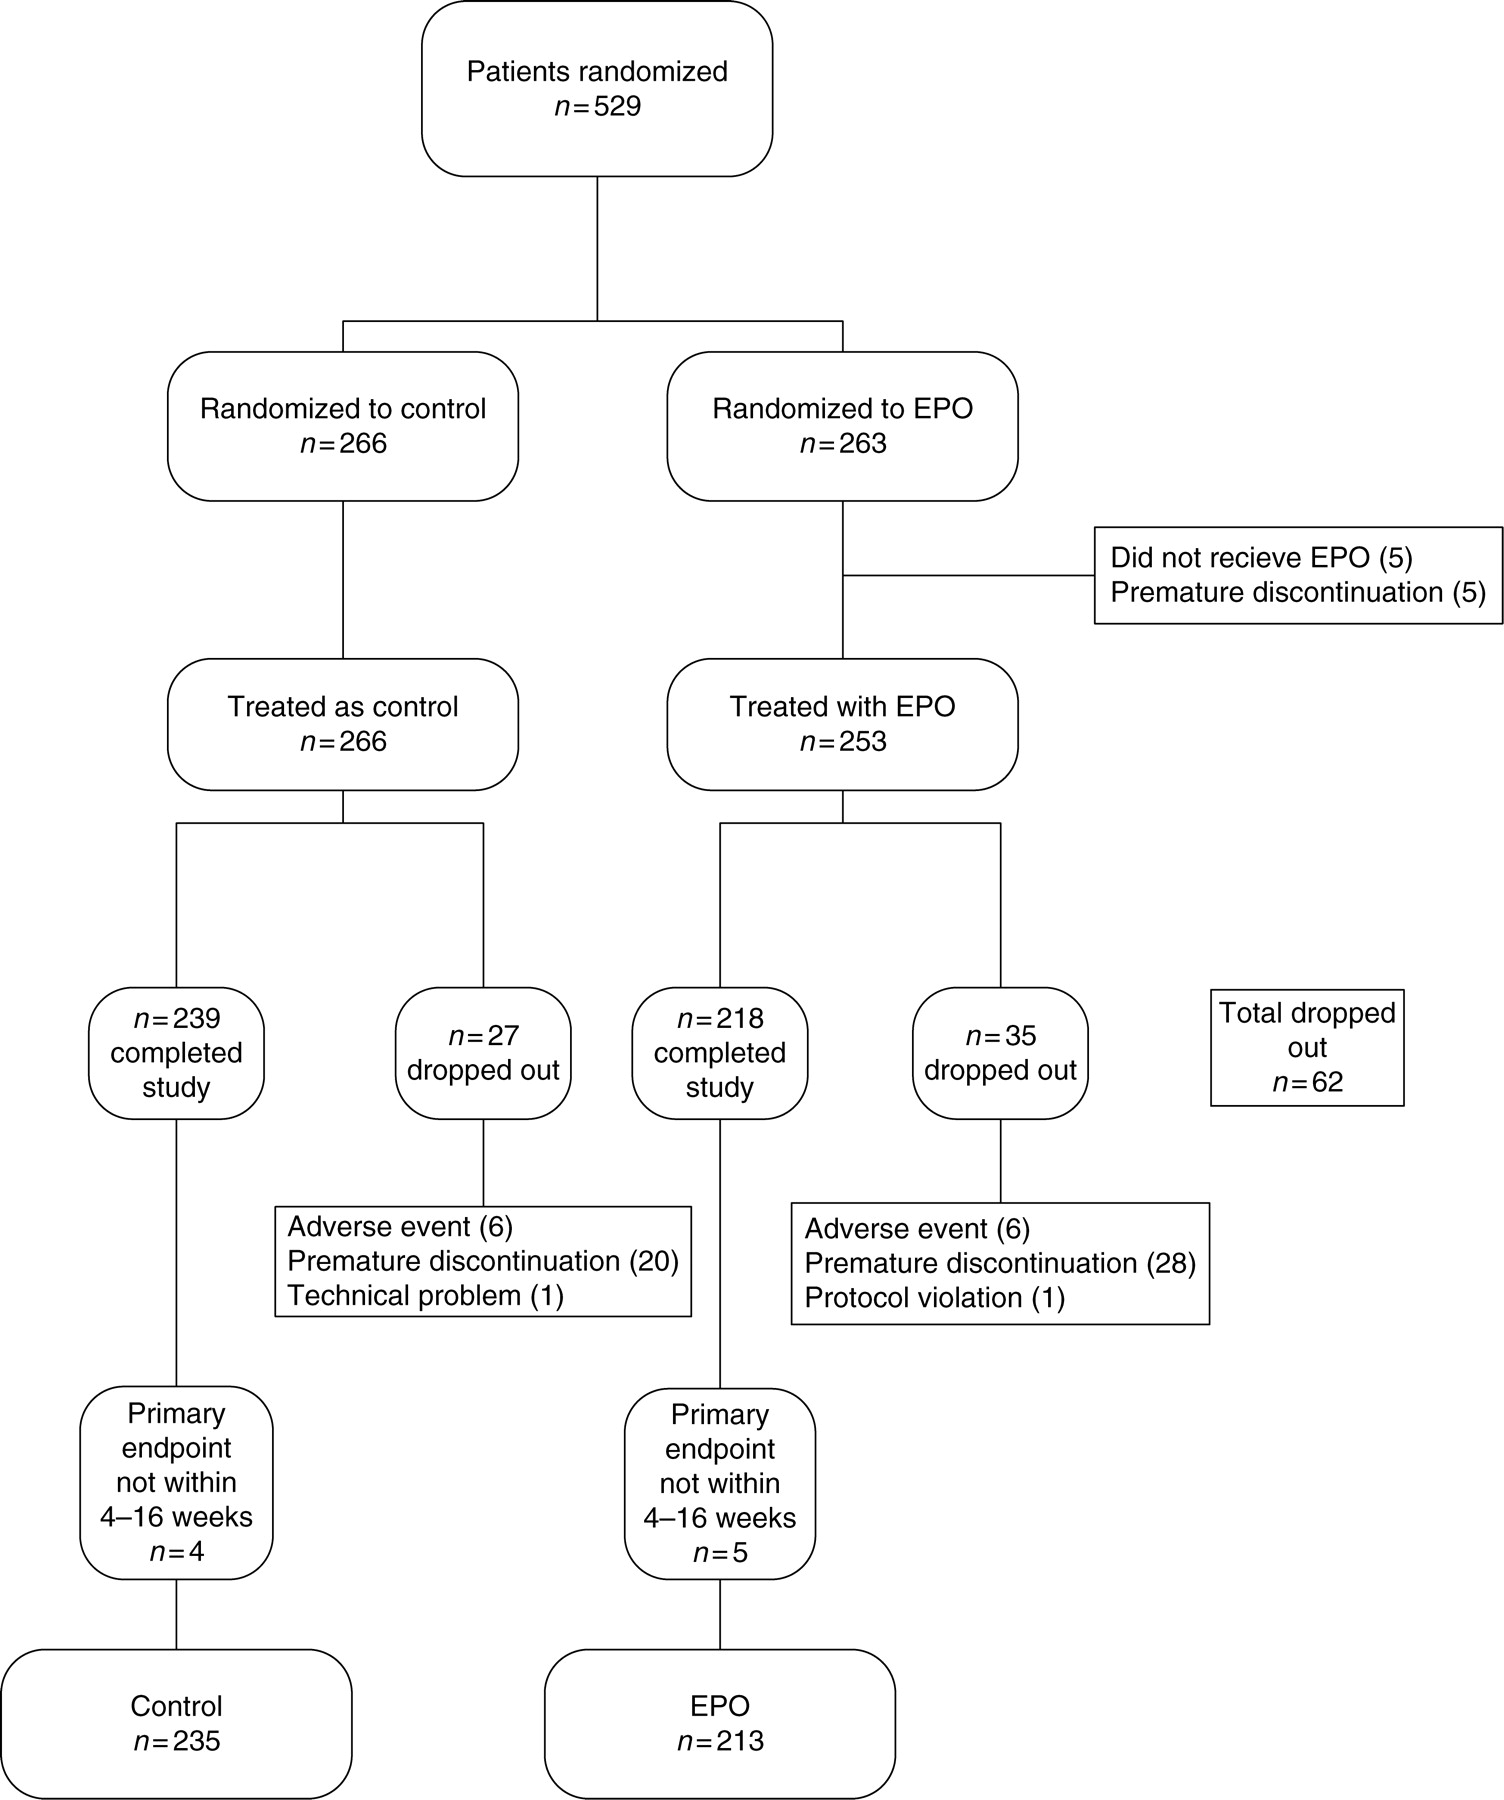 Patients randomized
n=529
Randomized to control
n=266
Randomized to EPO
n=263
Did not recieve EPO (5)
Premature discontinuation (5)
Treated as control
n=266
Treated with EPO
n=253
n=239
completed
study
n=27
dropped out
n=218
completed
study
n=35
dropped out
Total dropped
out
n=62
Adverse event (6)
Premature discontinuation (20)
Technical problem (1)
Adverse event (6)
Premature discontinuation (28)
Protocol violation (1)
Primary
endpoint
not within
4–16 weeks
n=4
Primary
endpoint
not within
4–16 weeks
n=5
Control
n=235
EPO
n=213